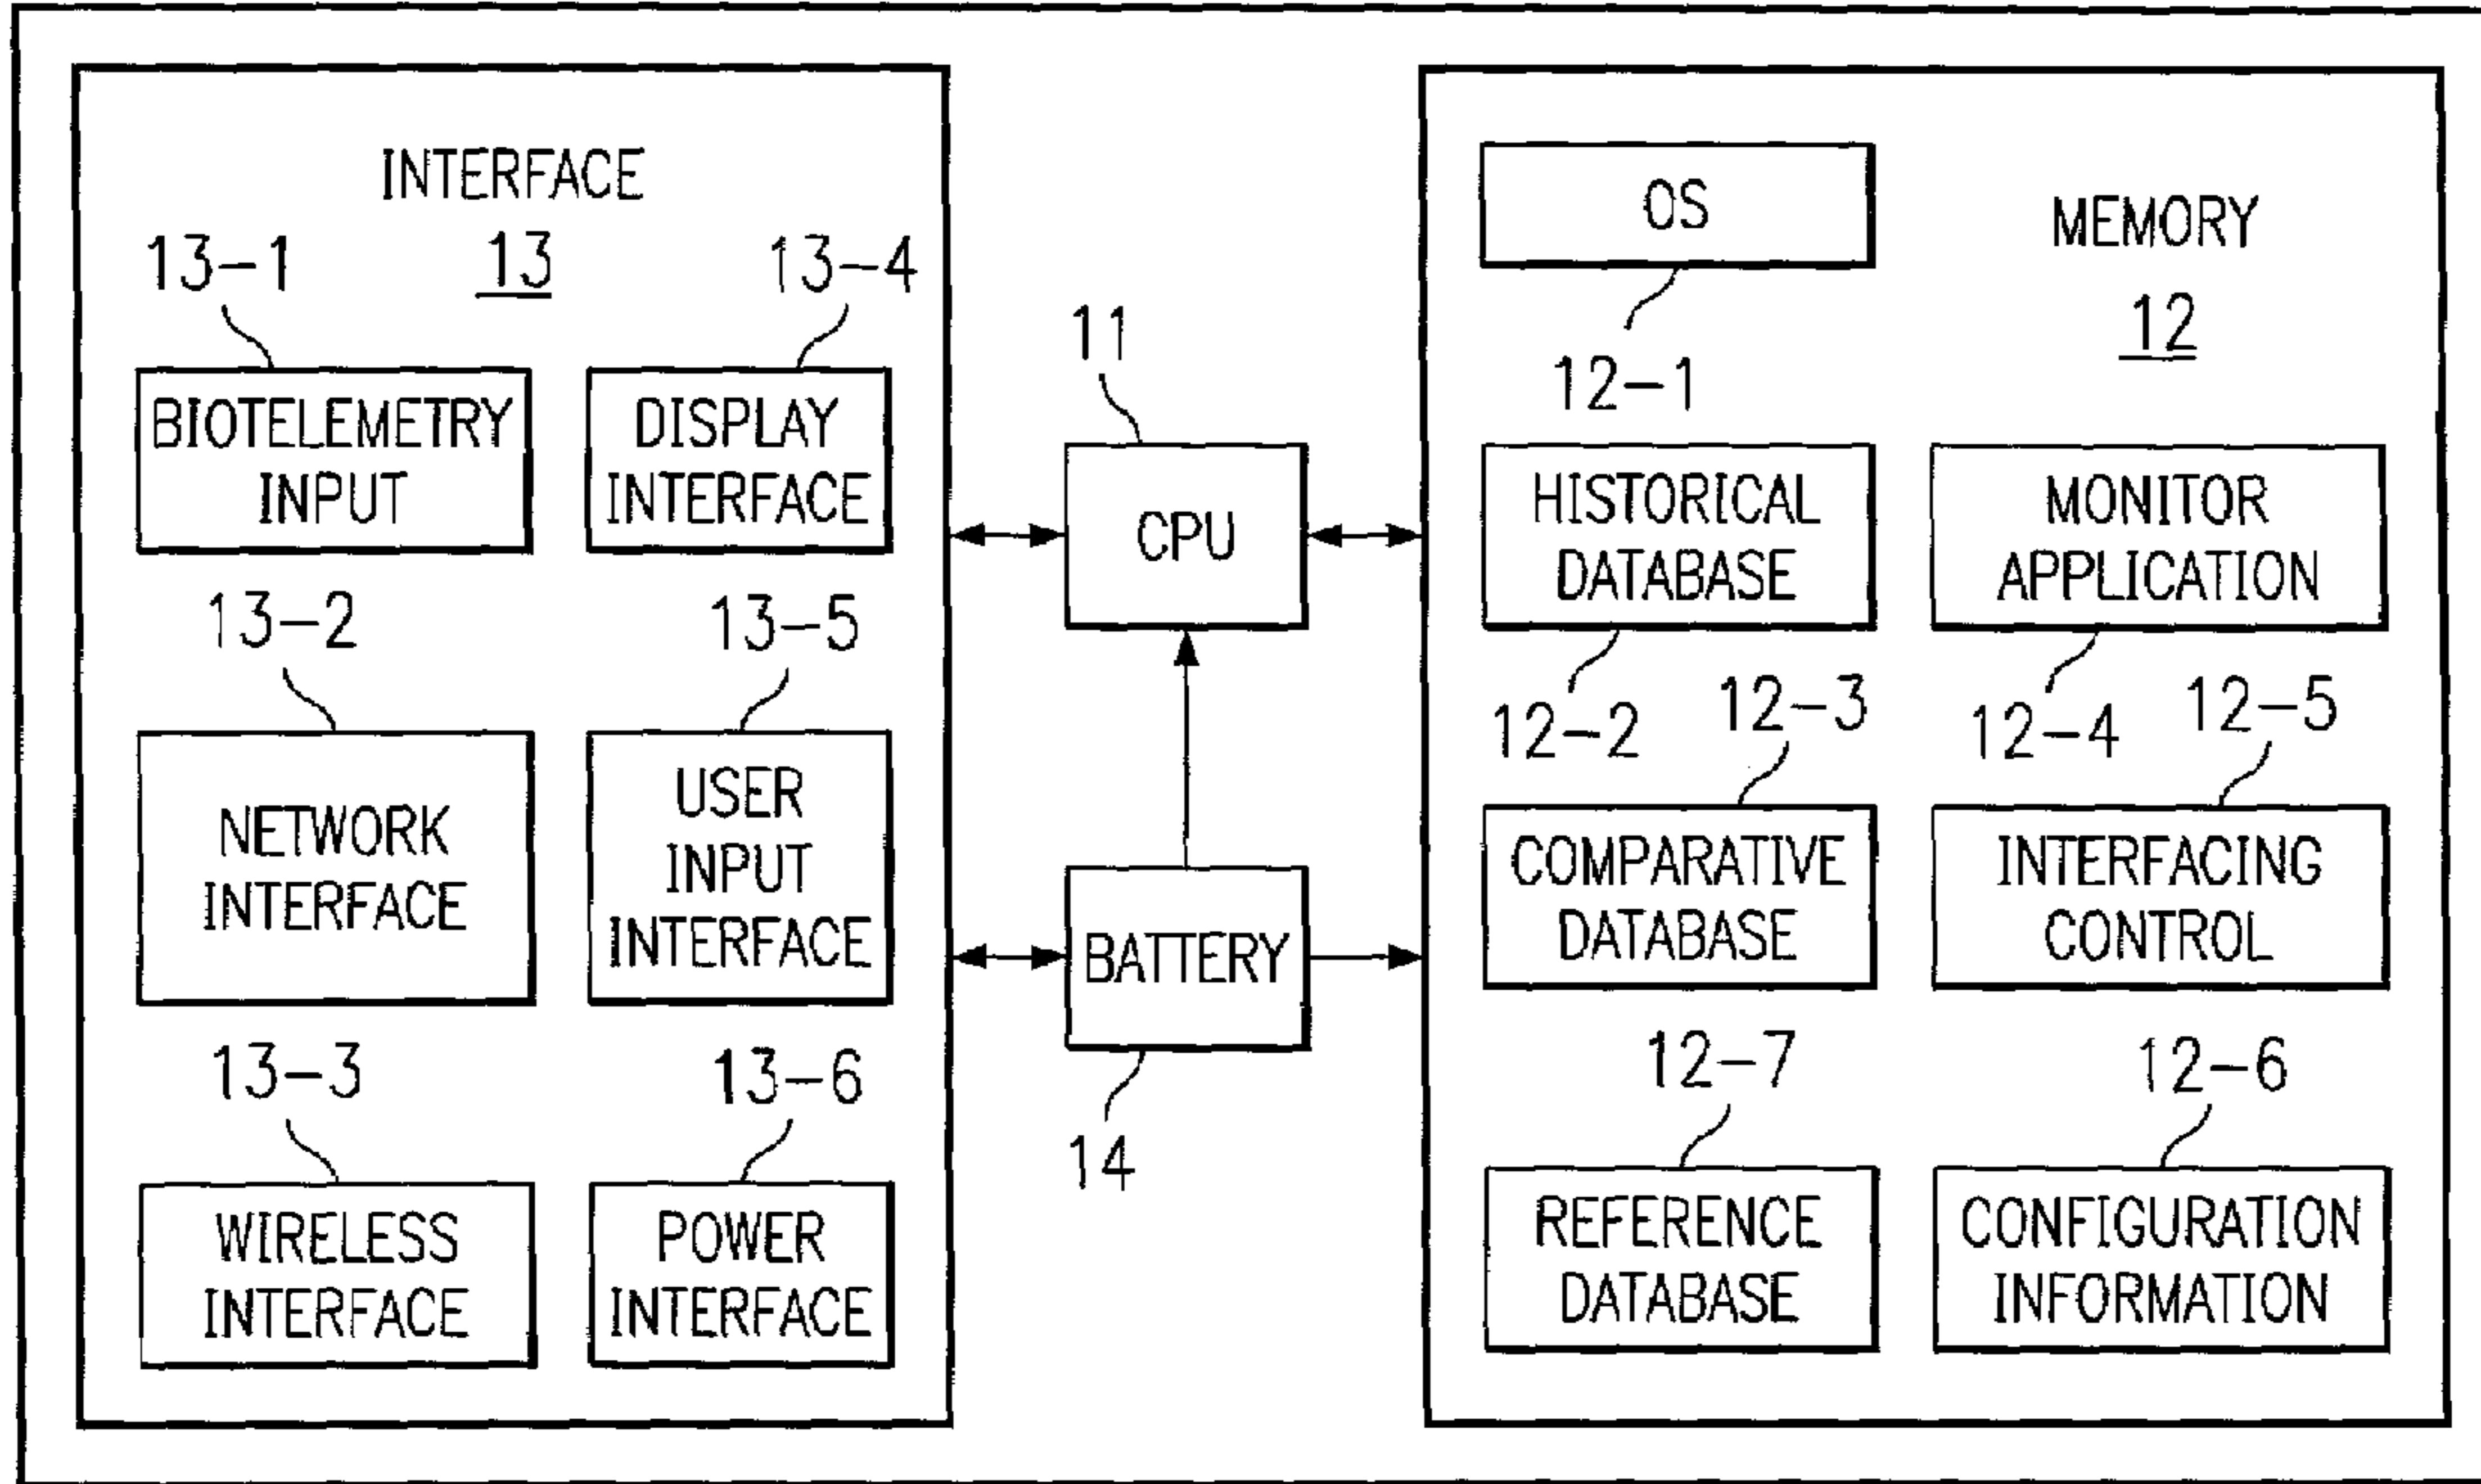 INTERFACE
13
13-1
13-4
BIOTELEMETRY
INPUT
DISPLAY
INTERFACE
13-2
13-5
NETWORK
INTERFACE
USER
INPUT
INTERFACE
13-3
13-6
WIRELESS
INTERFACE
POWER
INTERFACE
11
CPU
BATTERY
14
OS
MEMORY
12
12-1
HISTORICAL
DATABASE
MONITOR
APPLICATION
12-2
12-3
12-4
12-5
COMPARATIVE
DATABASE
INTERFACING
CONTROL
12-7
12-6
REFERENCE
DATABASE
CONFIGURATION
INFORMATION